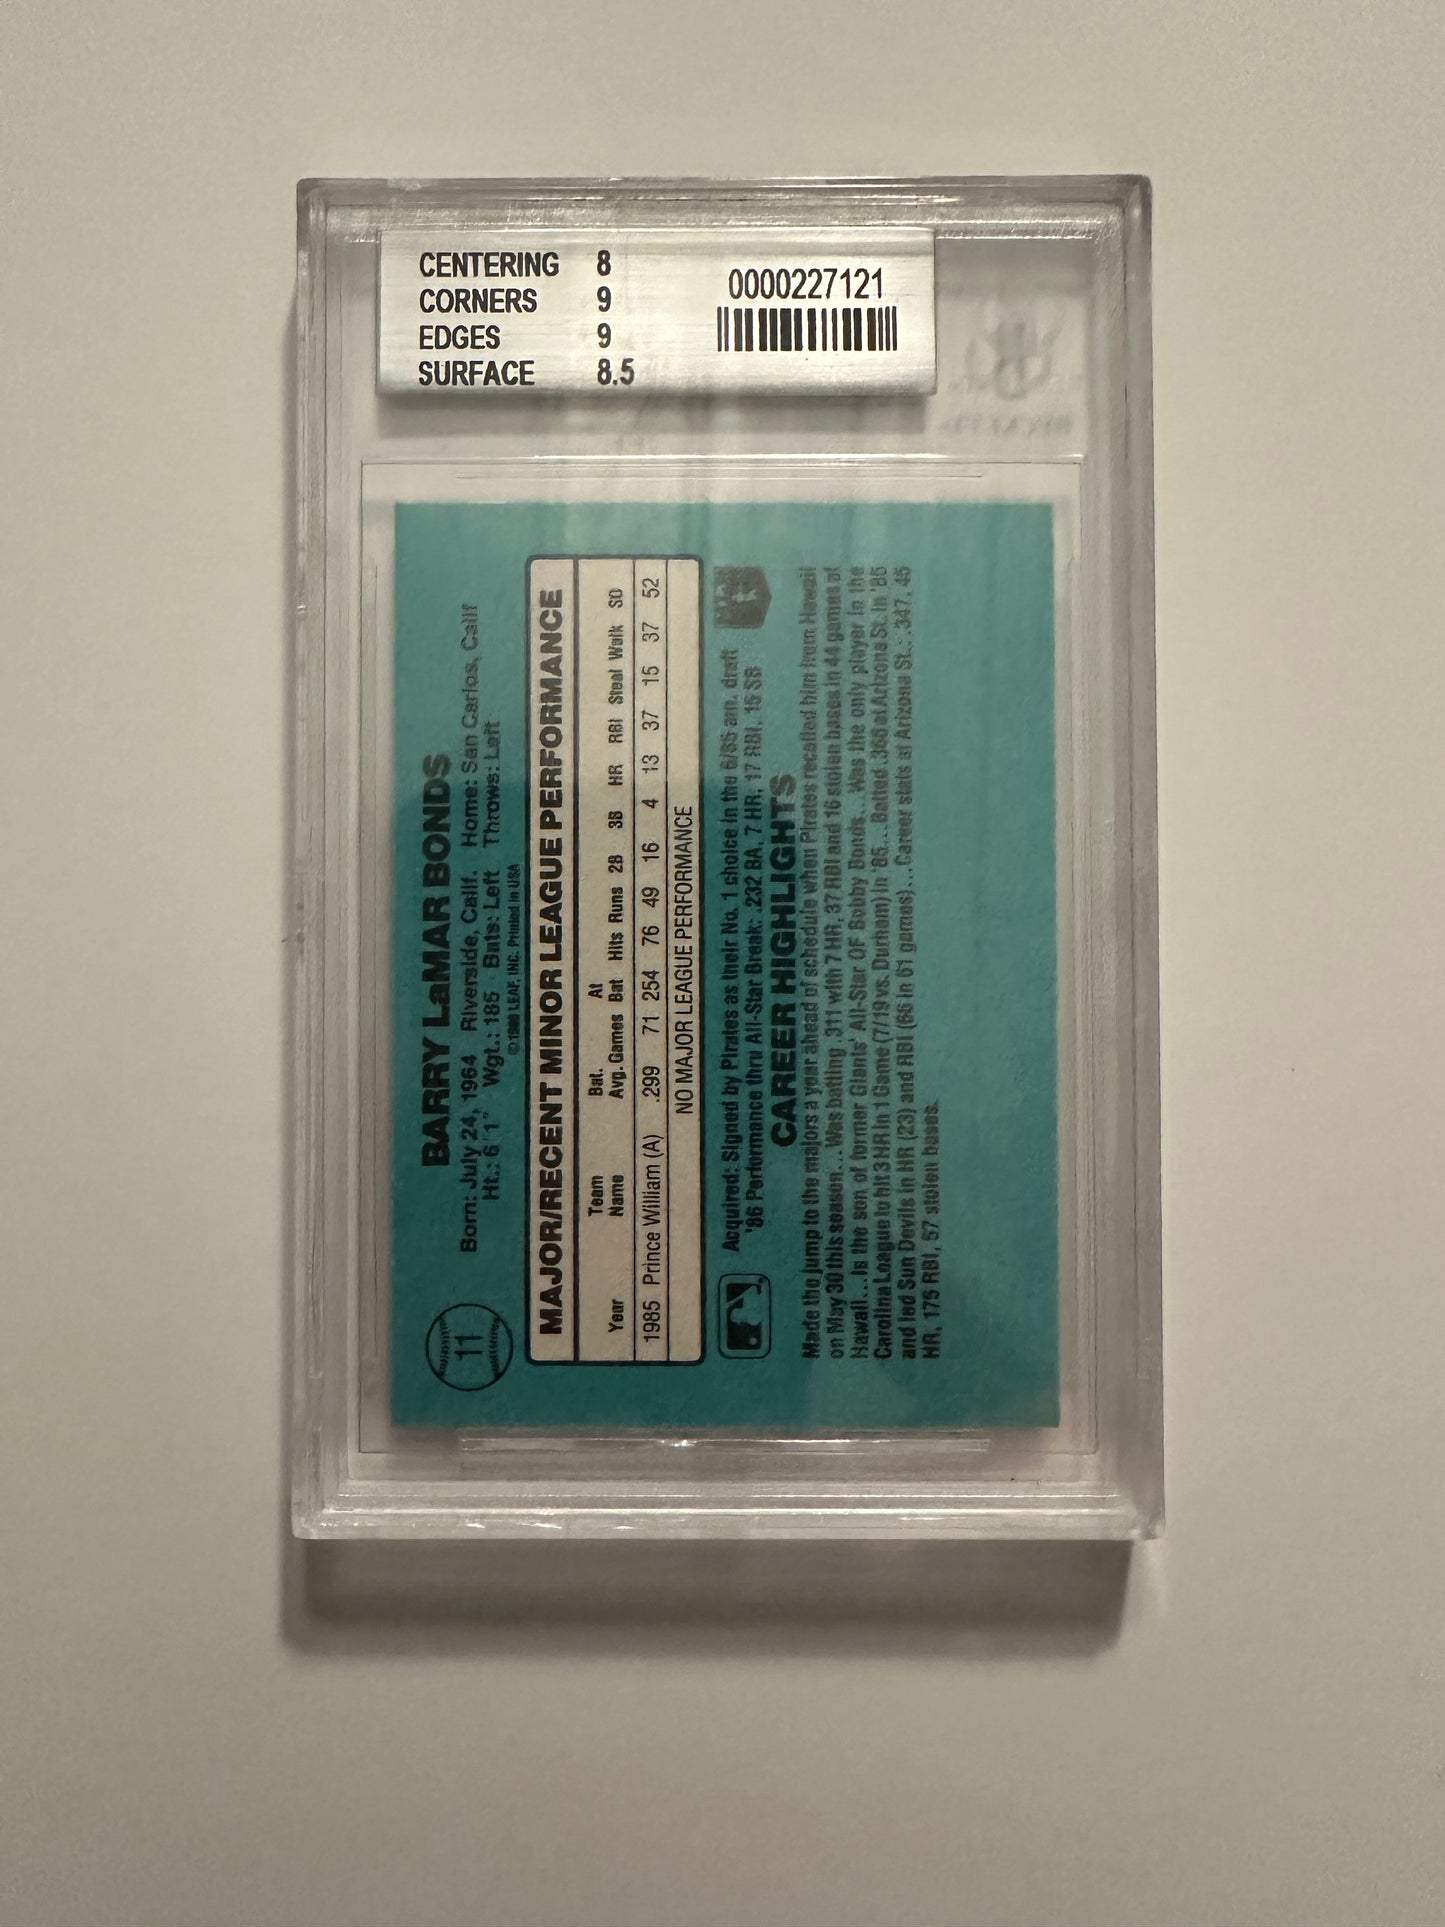 CENTERING 8
CORNERS 9
EDGES 9
SURFACE 8.5
0000227121
11
BARRY LaMAR BONDS
Born: July 24, 1964 Riverside, Calif. Home: San Carlos, Calif
Ht.: 6'1" Wgt.: 185 Bats: Left Throws: Left
LEAF, INC. Printed in USA
MAJOR/RECENT MINOR LEAGUE PERFORMANCE
Year Team Name Bat. Avg. Games At Bat Hits Runs 2B 3B HR RBI Steal Walk SO
1985 Prince William (A) .299 71 254 76 49 16 4 13 37 15 37 52
NO MAJOR LEAGUE PERFORMANCE
Acquired: Signed by Pirates as their No. 1 choice in the 6/85 am. draft
'86 Performance thru All-Star Break: .232 BA, 7 HR, 17 RBI, 15 SB
CAREER HIGHLIGHTS
Made the jump to the majors a year ahead of schedule when Pirates recalled him from Hawaii
on May 30 this season...Was batting .311 with 7 HR, 37 RBI and 16 stolen bases in 44 games at
Hawaii...Is the son of former Giants' All-Star OF Bobby Bonds...Was the only player in the
Carolina League to hit 3 HR in 1 Game (7/19 vs. Durham) in '85...Batted .368 at Arizona St. in '85
and led Sun Devils in HR (23) and RBI (66 in 61 games)...Career stats at Arizona St.: .347, 45
HR, 175 RBI, 57 stolen bases.